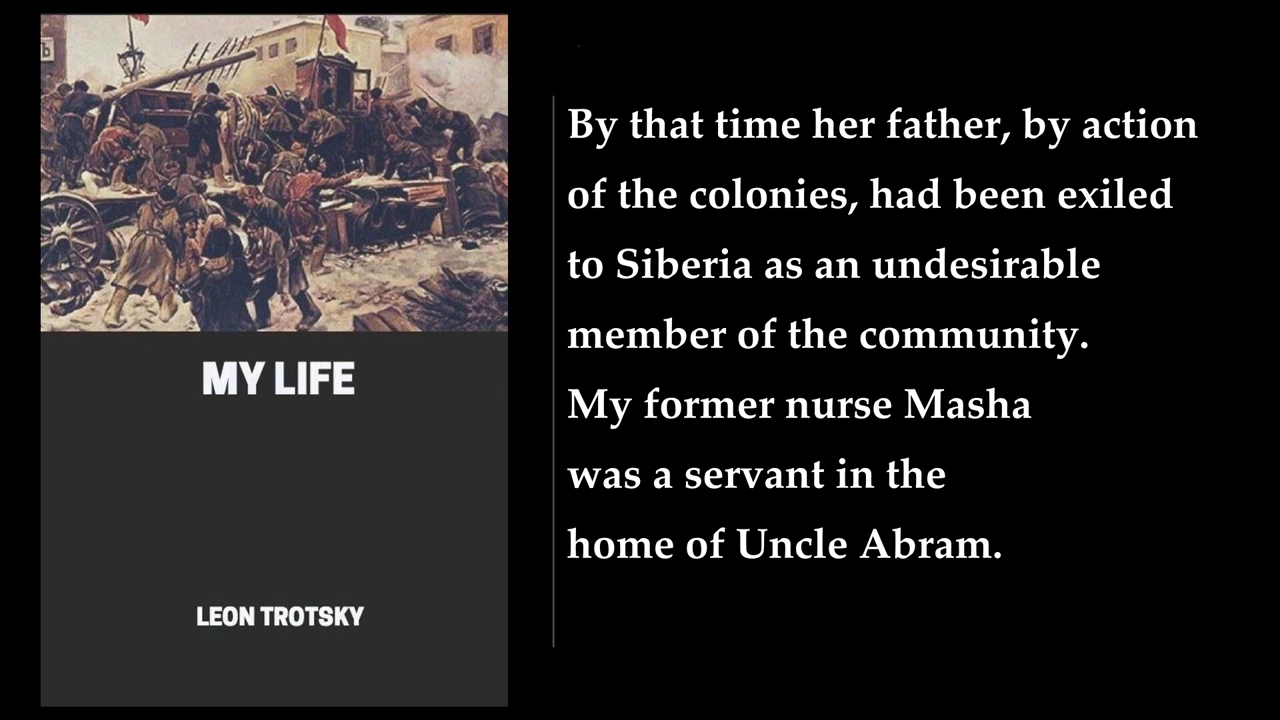 MY LIFE
LEON TROTSKY
By that time her father, by action
of the colonies, had been exiled
to Siberia as an undesirable
member of the community.
My former nurse Masha
was a servant in the
home of Uncle Abram.